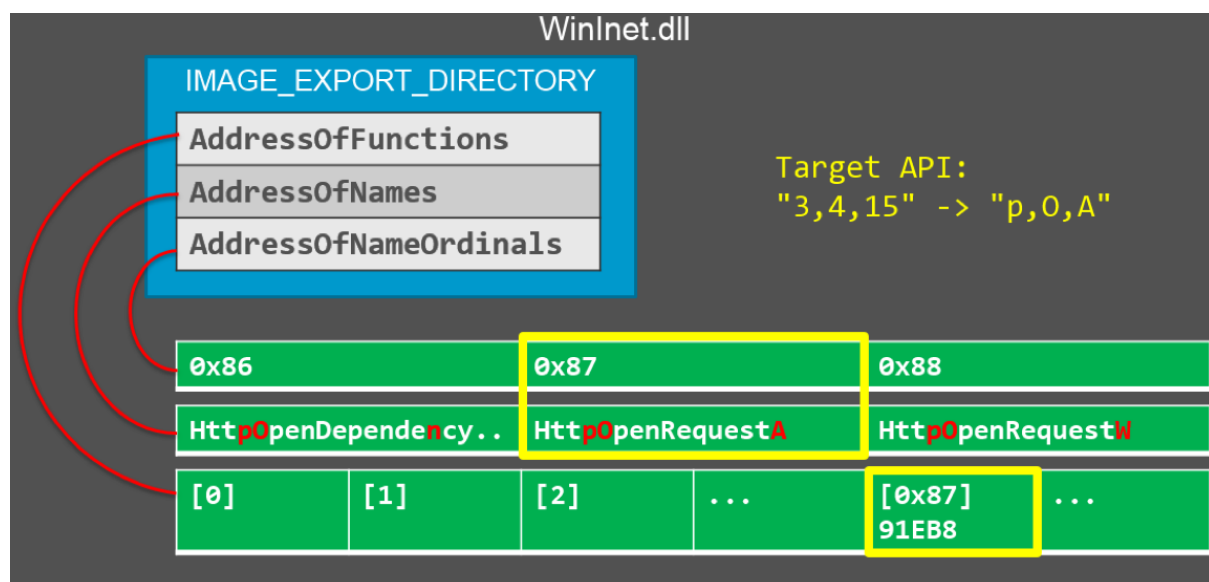 WinInet.dll
IMAGE_EXPORT_DIRECTORY
AddressOfFunctions
AddressOfNames
AddressOfNameOrdinals
Target API:
"3,4,15" -> "p,O,A"
0x86 0x87 0x88
HttpOpenDependency.. HttpOpenRequestA HttpOpenRequestW
[0] [1] [2] ... [0x87] ...
91EB8